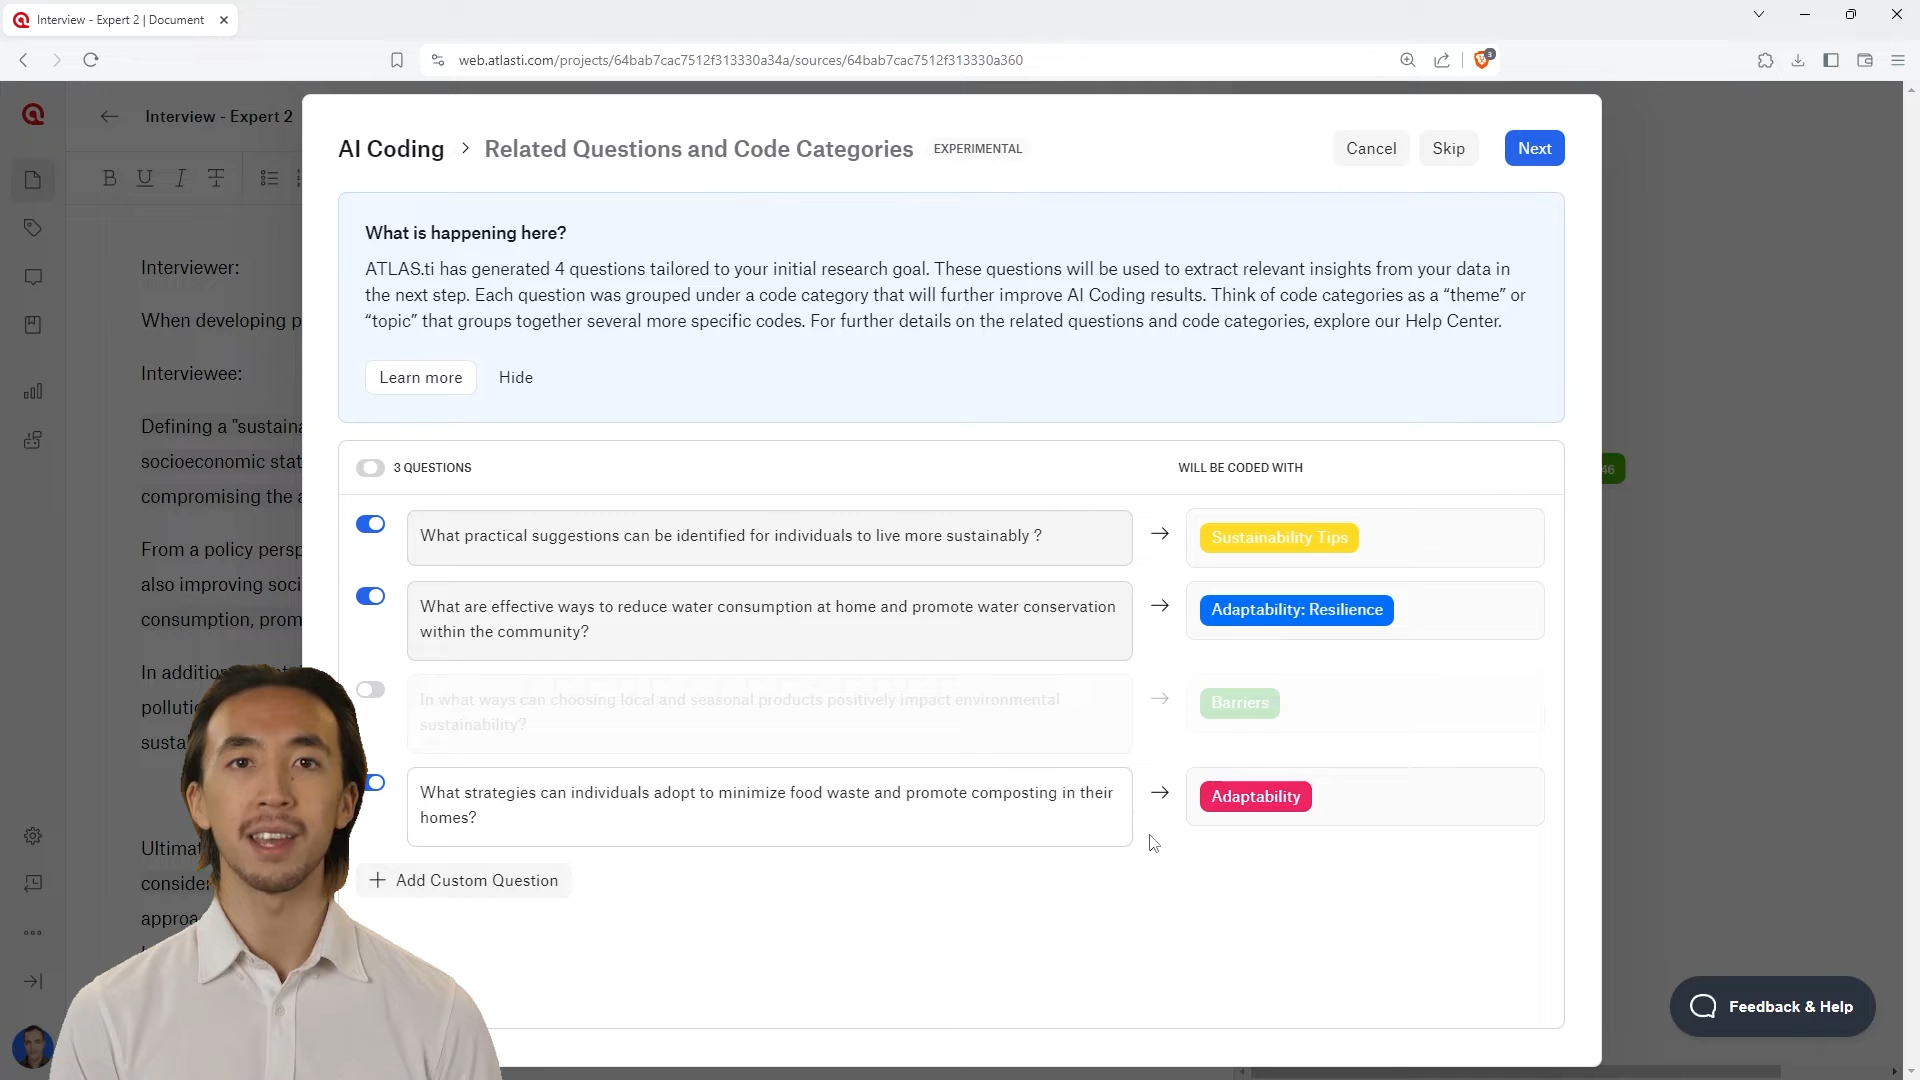 Interview - Expert 2 | Document
web.atlasti.com/projects/64bab7cac7512f313330a34a/sources/64bab7cac7512f313330a360
3
Interview - Expert 2
B U I T
AI Coding > Related Questions and Code Categories EXPERIMENTAL
Cancel Skip Next
What is happening here?
ATLAS.ti has generated 4 questions tailored to your initial research goal. These questions will be used to extract relevant insights from your data in
the next step. Each question was grouped under a code category that will further improve AI Coding results. Think of code categories as a “theme” or
“topic” that groups together several more specific codes. For further details on the related questions and code categories, explore our Help Center.
Learn more Hide
3 QUESTIONS WILL BE CODED WITH
What practical suggestions can be identified for individuals to live more sustainably ? → Sustainability Tips
What are effective ways to reduce water consumption at home and promote water conservation
within the community?
→ Adaptability: Resilience
In what ways can choosing local and seasonal products positively impact environmental
sustainability?
→ Barriers
What strategies can individuals adopt to minimize food waste and promote composting in their
homes?
→ Adaptability
+ Add Custom Question
Interviewer:
When developing p
Interviewee:
Defining a "sustaina
socioeconomic stat
compromising the a
From a policy persp
also improving soci
consumption, prom
In addition
polluti
susta
Ultimat
consider
approa
46
Feedback & Help